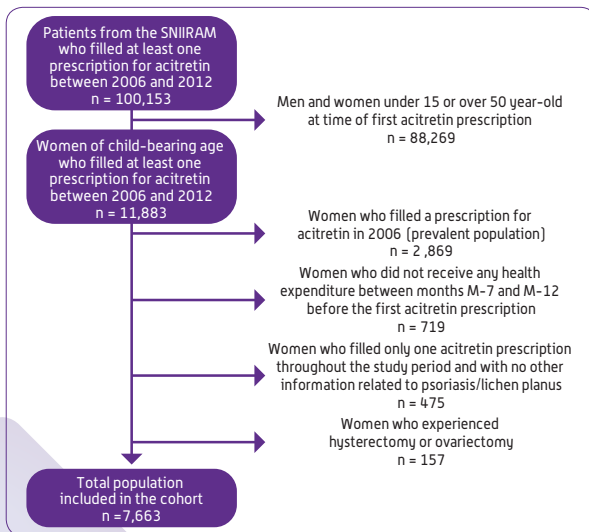 Patients from the SNIIRAM
who filled at least one
prescription for acitretin
between 2006 and 2012
n = 100,153
Men and women under 15 or over 50 year-old
at time of first acitretin prescription
n = 88,269
Women of child-bearing age
who filled at least one
prescription for acitretin
between 2006 and 2012
n = 11,883
Women who filled a prescription for
acitretin in 2006 (prevalent population)
n = 2 ,869
Women who did not receive any health
expenditure between months M-7 and M-12
before the first acitretin prescription
n = 719
Women who filled only one acitretin prescription
throughout the study period and with no other
information related to psoriasis/lichen planus
n = 475
Women who experienced
hysterectomy or ovariectomy
n = 157
Total population
included in the cohort
n =7,663